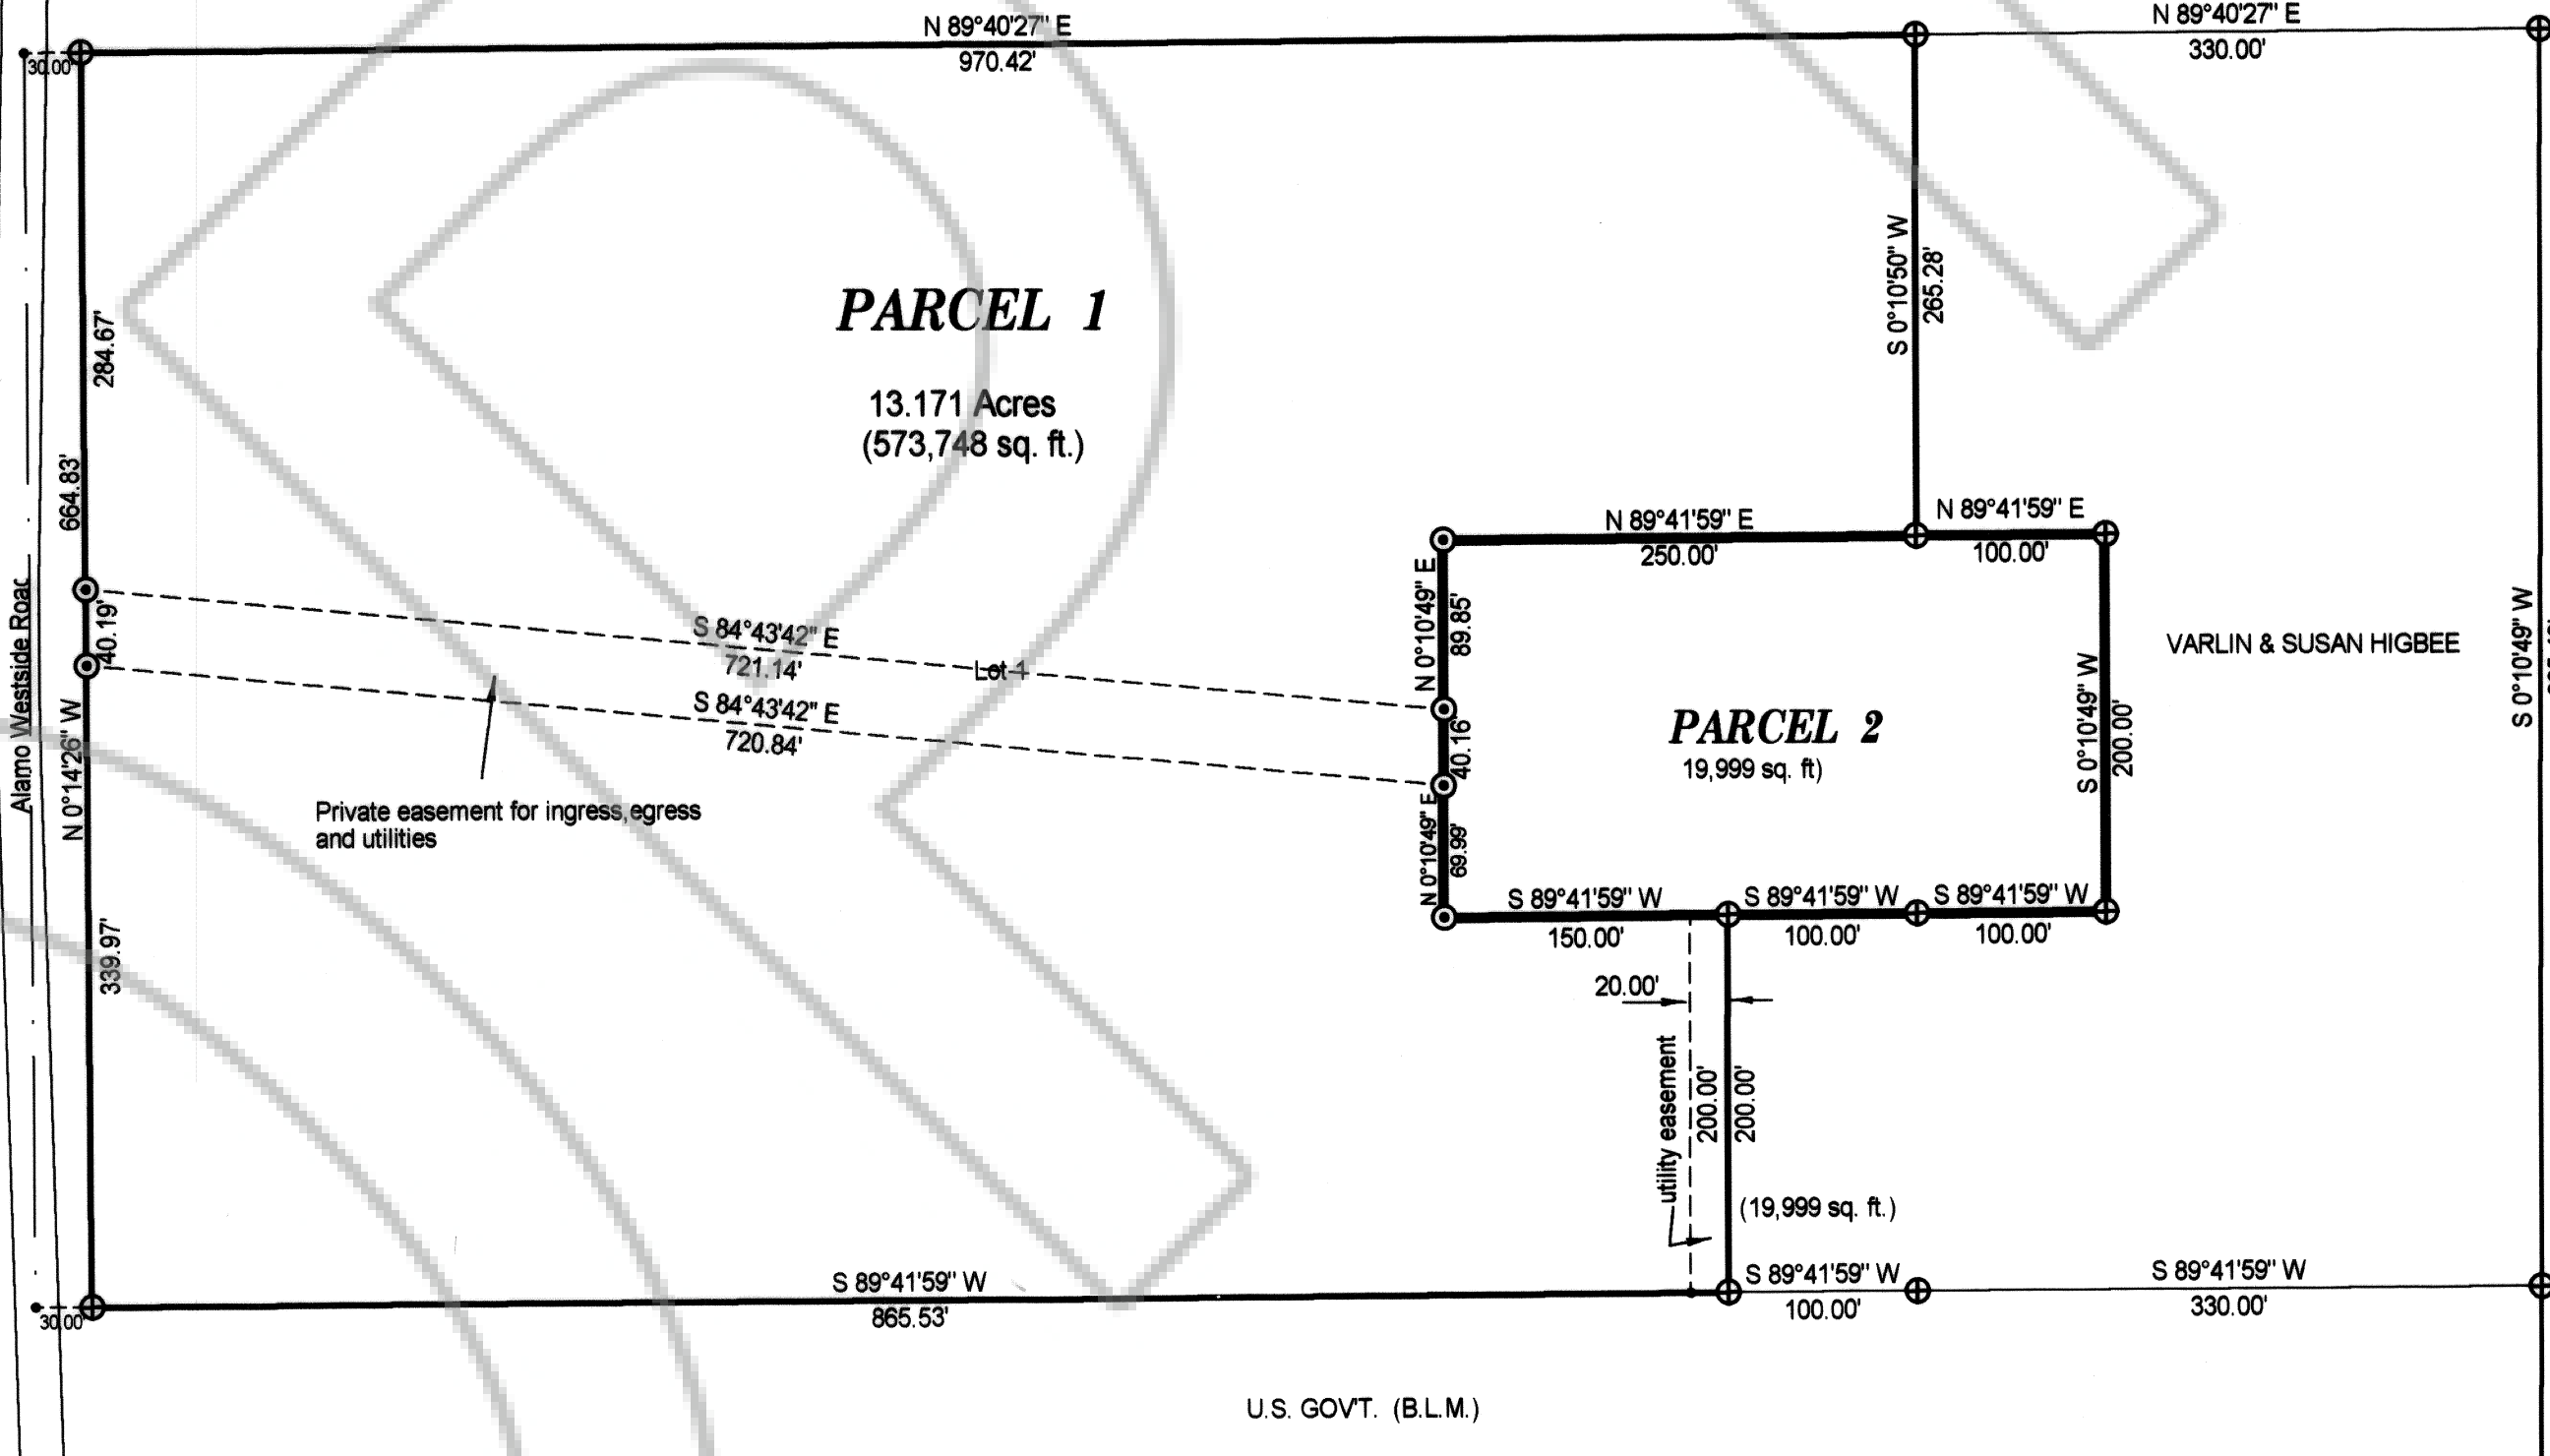 N 89°40'27" E
970.42'
N 89°40'27" E
330.00'
30.00'
284.67'
664.83'
40.19'
N 0°14'26" W
339.97'
Alamo Westside Road
PARCEL 1
13.171 Acres
(573,748 sq. ft.)
S 0°10'50" W
265.28'
N 89°41'59" E
250.00'
N 89°41'59" E
100.00'
N 0°10'49" E
89.85'
40.16'
N 0°10'49" E
69.99'
S 84°43'42" E
721.14'
Lot 1
S 84°43'42" E
720.84'
Private easement for ingress,egress
and utilities
PARCEL 2
19,999 sq. ft)
S 0°10'49" W
200.00'
VARLIN & SUSAN HIGBEE
S 0°10'49" W
S 89°41'59" W
150.00'
S 89°41'59" W
100.00'
S 89°41'59" W
100.00'
20.00'
utility easement
200.00'
200.00'
(19,999 sq. ft.)
S 89°41'59" W
865.53'
S 89°41'59" W
100.00'
S 89°41'59" W
330.00'
30.00'
U.S. GOV'T. (B.L.M.)